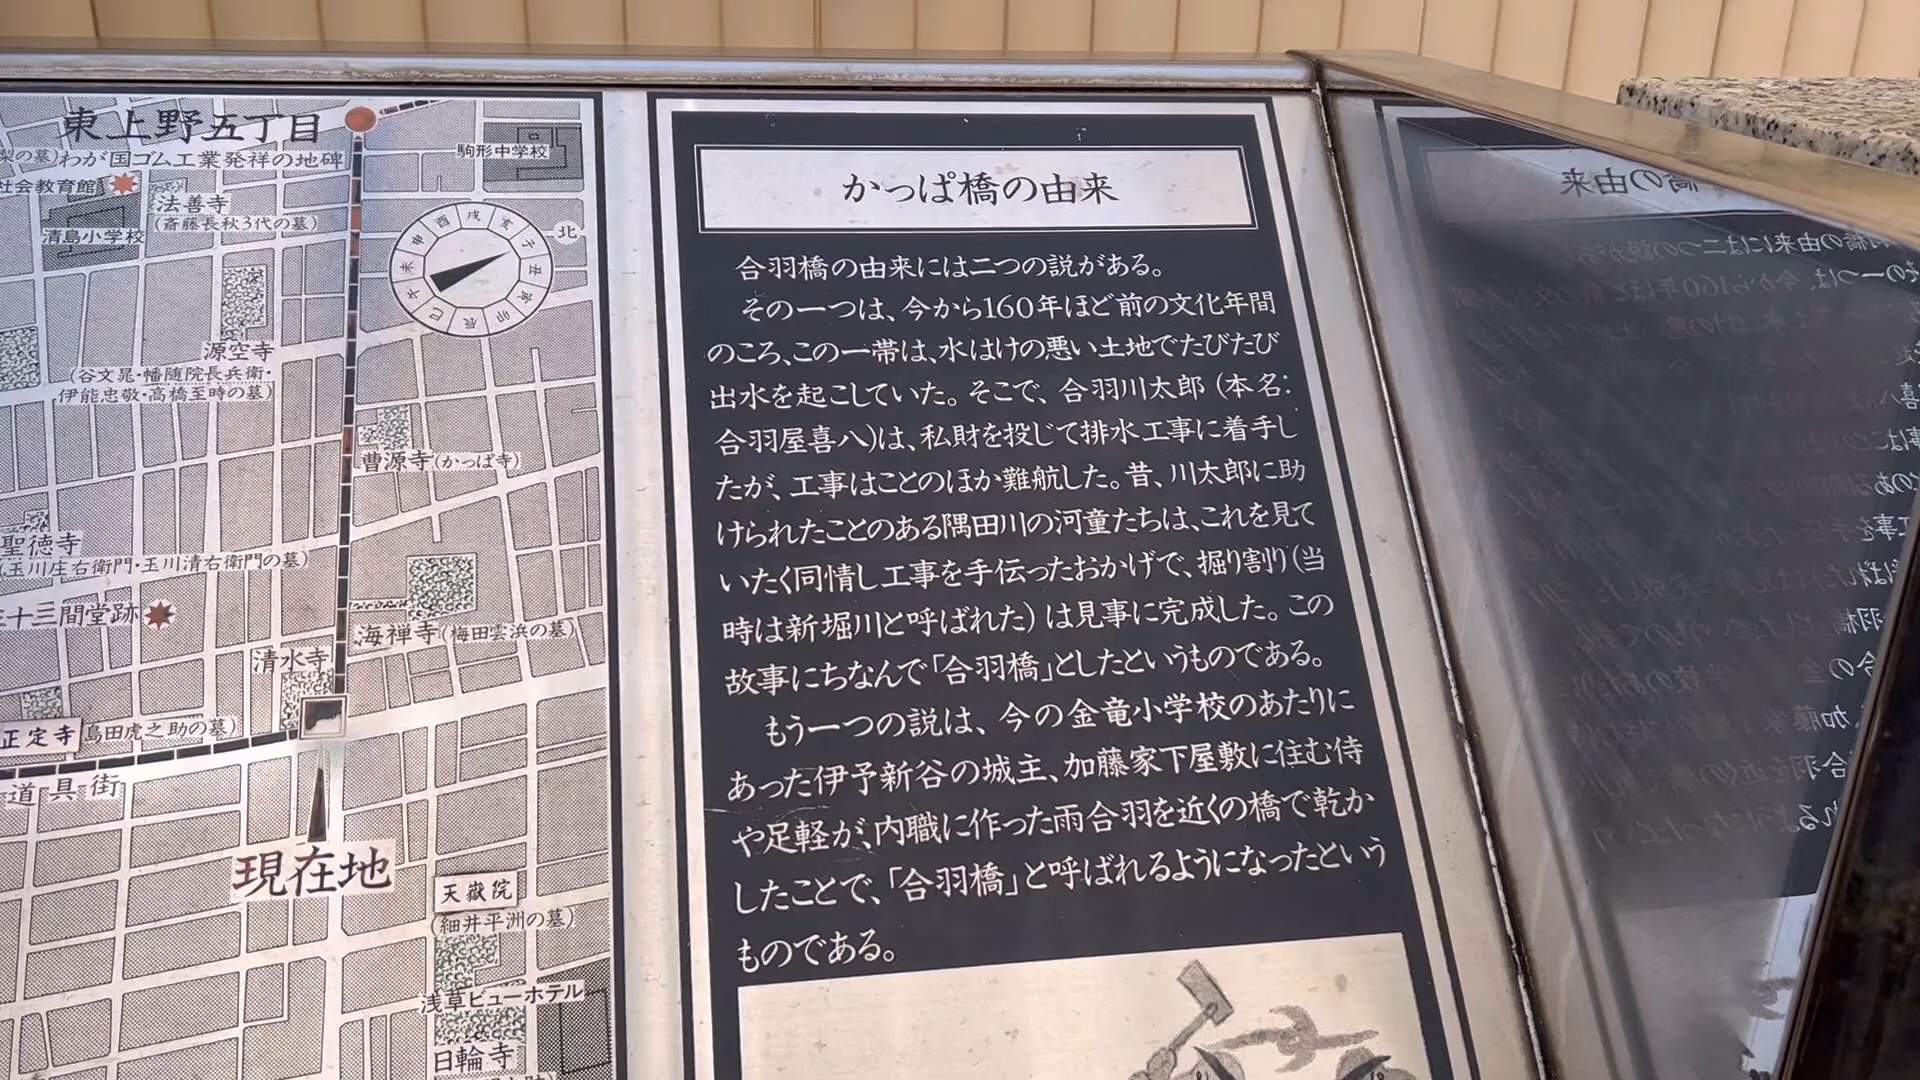 東上野五丁目
梨の墓)わが国ゴム工業発祥の地碑
社会教育館
法善寺
(斎藤長秋3代の墓)
清島小学校
駒形中学校
北
子
丑
寅
卯
辰
巳
午
未
申
酉
戌
亥
源空寺
(谷文晁・幡随院長兵衛・
伊能忠敬・高橋至時の墓)
曹源寺(かっぱ寺)
聖徳寺
(玉川庄右衛門・玉川清右衛門の墓)
三十三間堂跡
海禅寺(梅田雲浜の墓)
清水寺
正定寺
島田虎之助の墓)
道具街
現在地
天嶽院
(細井平洲の墓)
浅草ビューホテル
日輪寺
かっぱ橋の由来
合羽橋の由来には二つの説がある。
その一つは、今から160年ほど前の文化年間
のころ、この一帯は、水はけの悪い土地でたびたび
出水を起こしていた。そこで、合羽川太郎(本名:
合羽屋喜八)は、私財を投じて排水工事に着手し
たが、工事はことのほか難航した。昔、川太郎に助
けられたことのある隅田川の河童たちは、これを見て
いたく同情し工事を手伝ったおかげで、掘り割り(当
時は新堀川と呼ばれた)は見事に完成した。この
故事にちなんで「合羽橋」としたというものである。
もう一つの説は、今の金竜小学校のあたりに
あった伊予新谷の城主、加藤家下屋敷に住む侍
や足軽が、内職に作った雨合羽を近くの橋で乾か
したことで、「合羽橋」と呼ばれるようになったという
ものである。